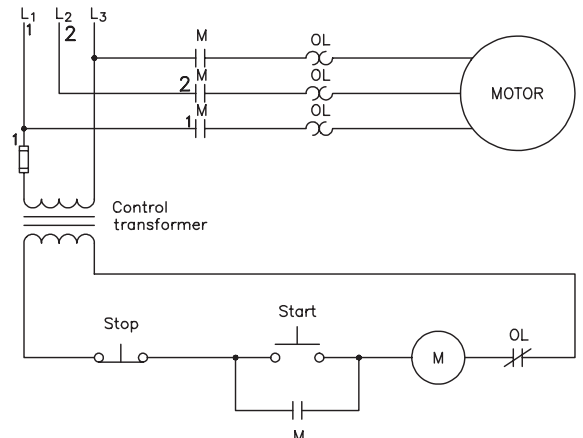 L1 L2 L3
1 2
M OL
2 M OL
MOTOR
1 M OL
1
Control
transformer
Stop
Start
M
OL
M